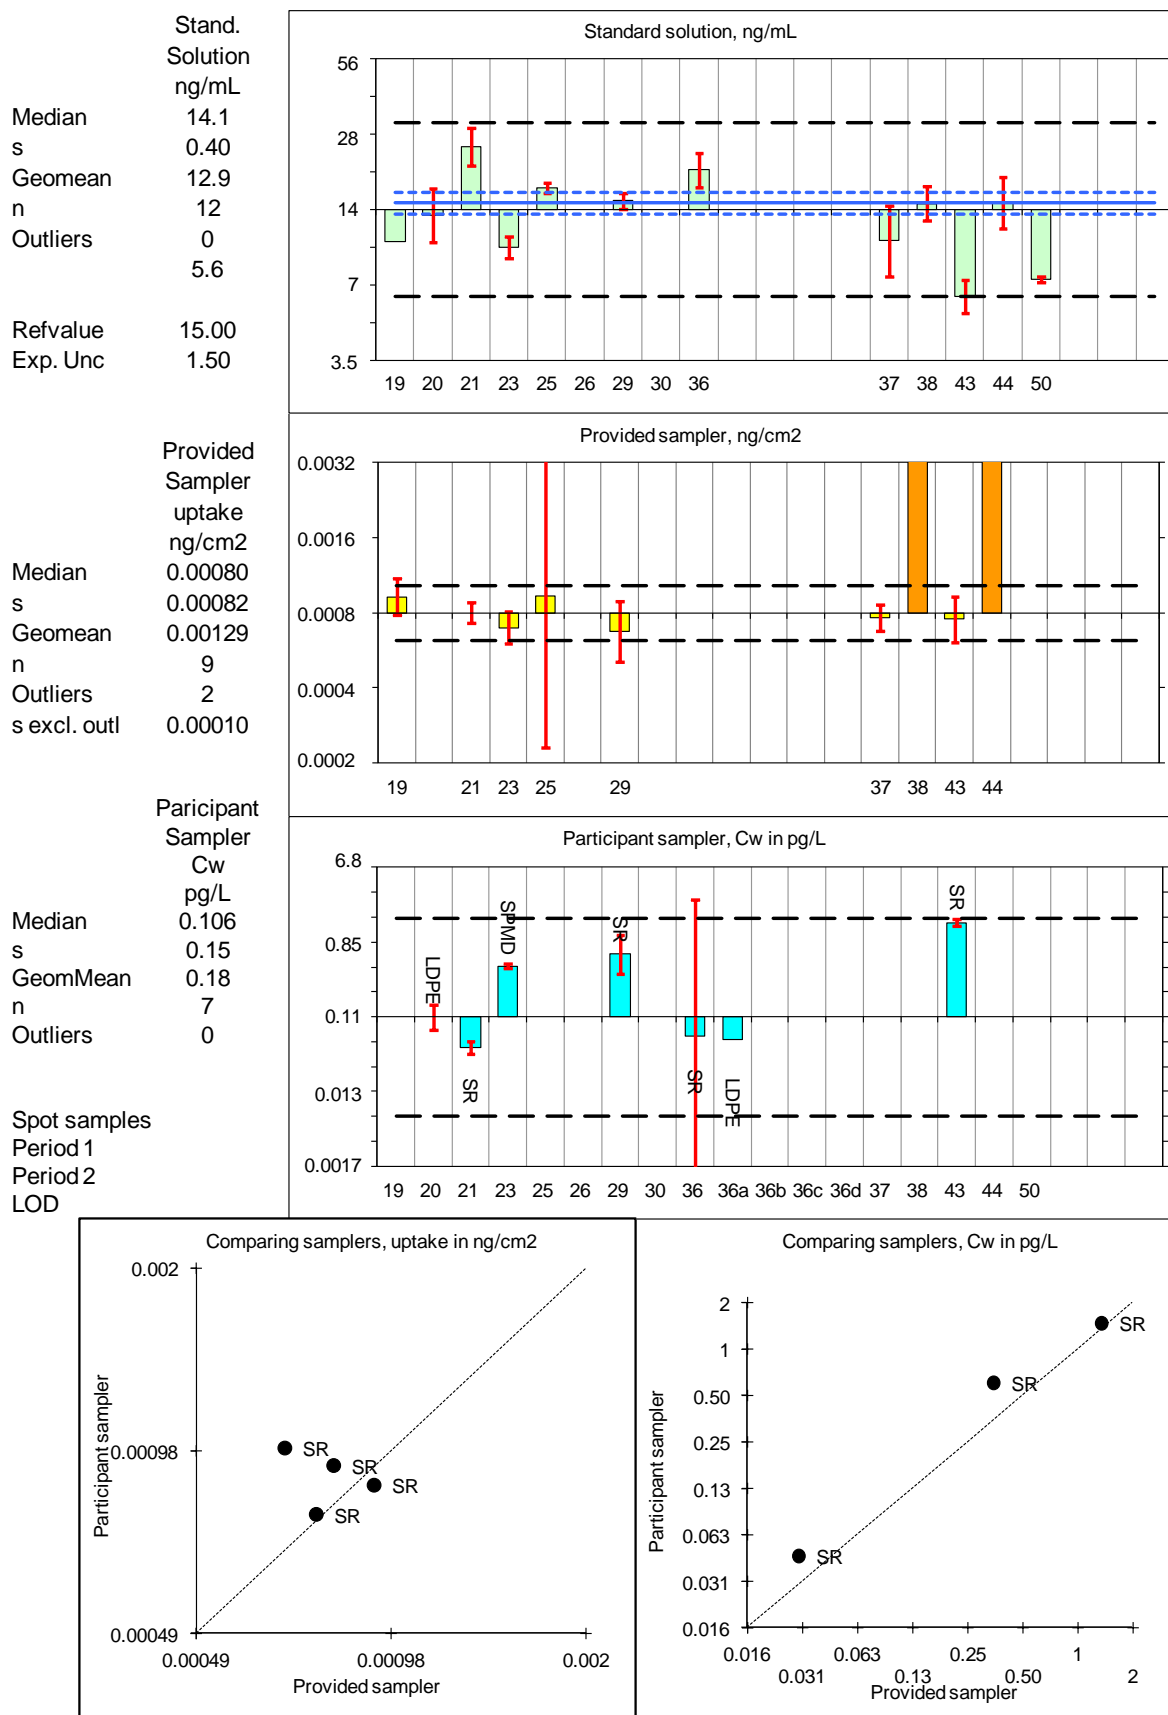 Stand.
Solution
ng/mL
Median 14.1
s 0.40
Geomean 12.9
n 12
Outliers 0
5.6
Refvalue 15.00
Exp. Unc 1.50
Standard solution, ng/mL
56
28
14
7
3.5
19 20 21 23 25 26 29 30 36 37 38 43 44 50
Provided
Sampler
uptake
ng/cm2
Median 0.00080
s 0.00082
Geomean 0.00129
n 9
Outliers 2
s excl. outl 0.00010
Provided sampler, ng/cm2
0.0032
0.0016
0.0008
0.0004
0.0002
19 21 23 25 29 37 38 43 44
Paricipant
Sampler
Cw
pg/L
Median 0.106
s 0.15
GeomMean 0.18
n 7
Outliers 0
Spot samples
Period 1
Period 2
LOD
Participant sampler, Cw in pg/L
6.8
0.85
0.11
0.013
0.0017
LDPE
SR
SPMD
SR
SR
LDPE
SR
19 20 21 23 25 26 29 30 36 36a 36b 36c 36d 37 38 43 44 50
Comparing samplers, uptake in ng/cm2
0.002
0.00098
0.00049
Participant sampler
SR
SR
SR
SR
0.00049 0.00098 0.002
Provided sampler
Comparing samplers, Cw in pg/L
2
1
0.50
0.25
0.13
0.063
0.031
0.016
Participant sampler
SR
SR
SR
0.016 0.063 0.25 1
0.031 0.13 0.50 2
Provided sampler